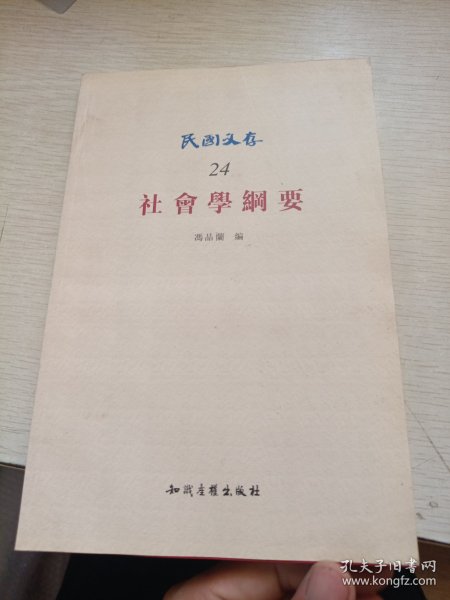 民國文存
24
社會學綱要
馮品蘭 編
知識產權出版社
孔夫子旧书网
www.kongfz.com